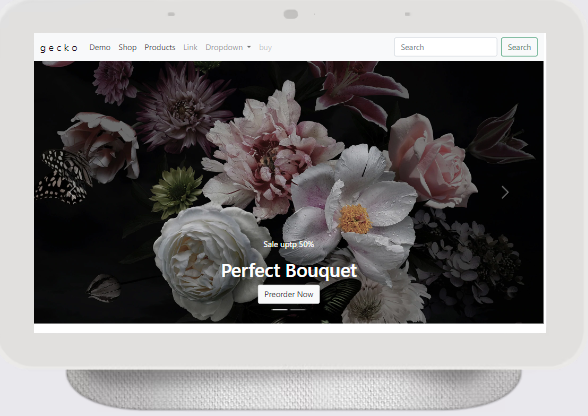 gecko Demo Shop Products Link Dropdown buy Search Search
Sale uptp 50%
Perfect Bouquet
Preorder Now